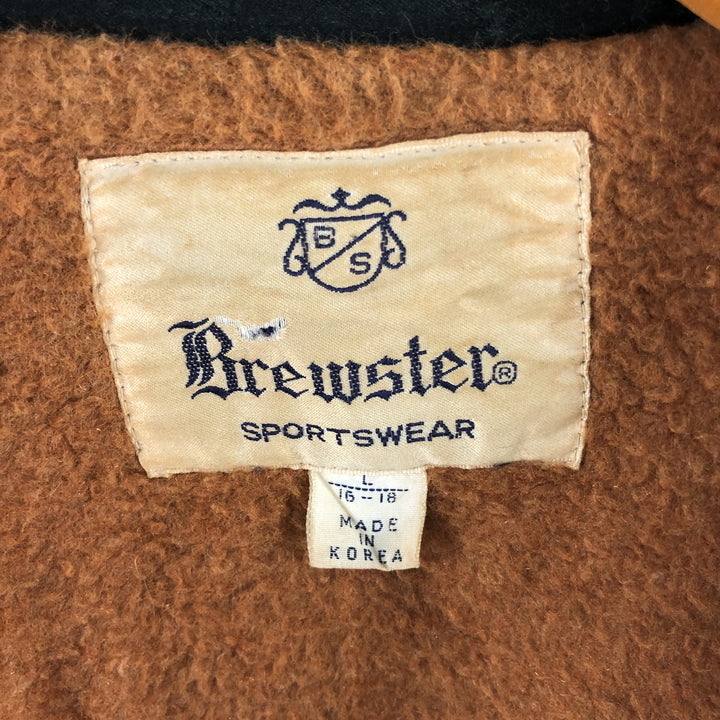 B
S
Brewster®
SPORTSWEAR
L
16-18
MADE
IN
KOREA